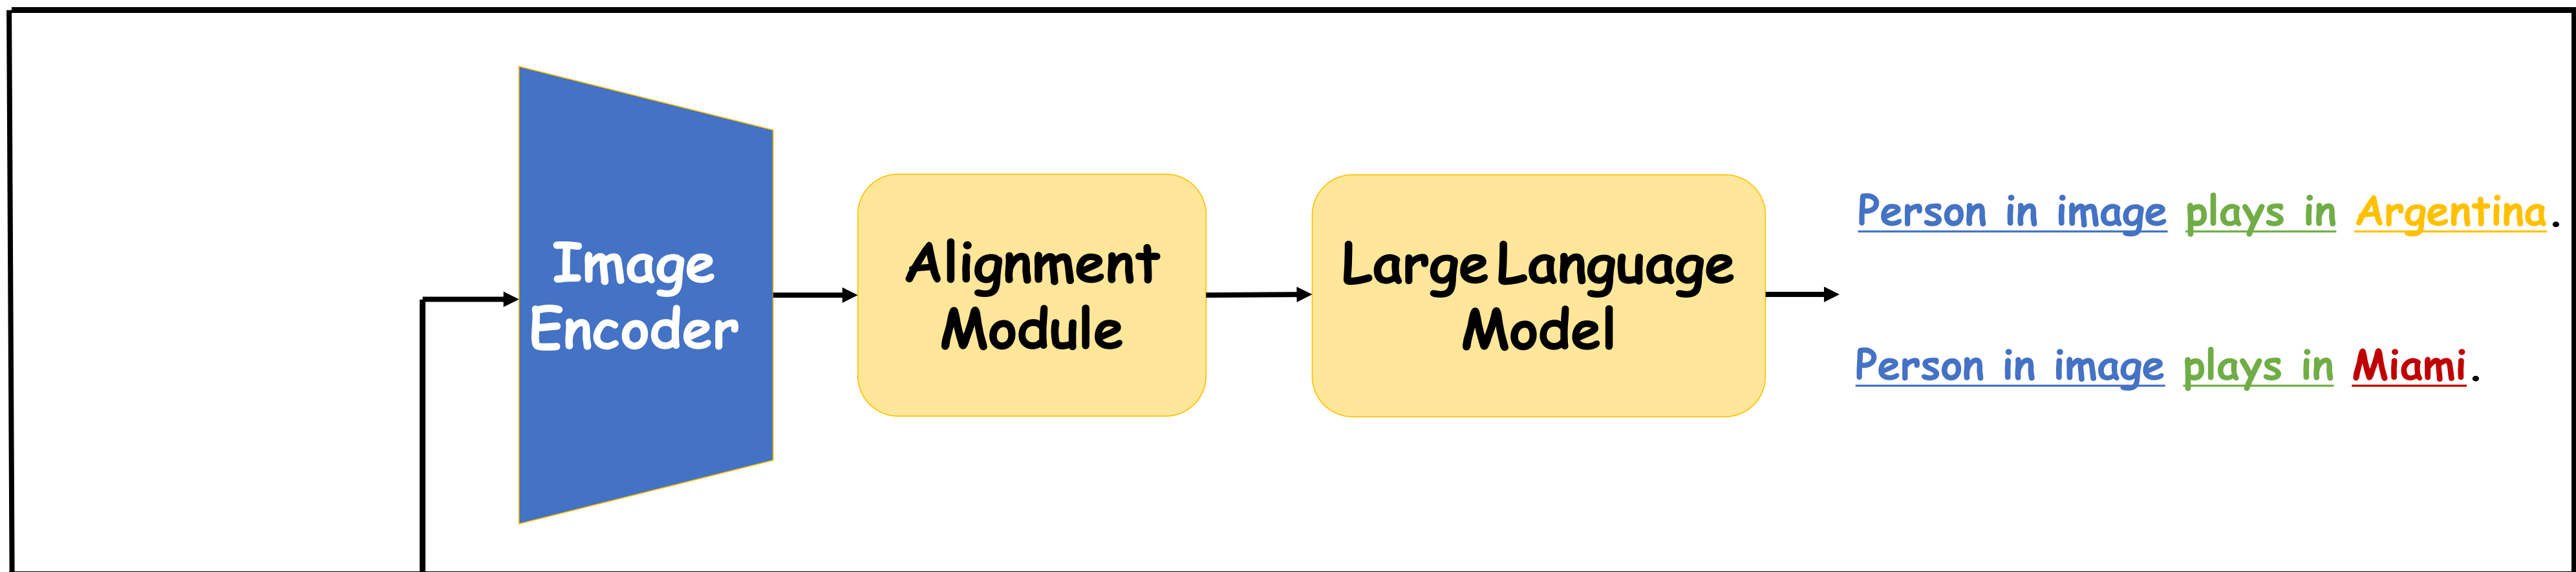 Image
Encoder
Alignment
Module
Large Language
Model
Person in image plays in Argentina.
Person in image plays in Miami.